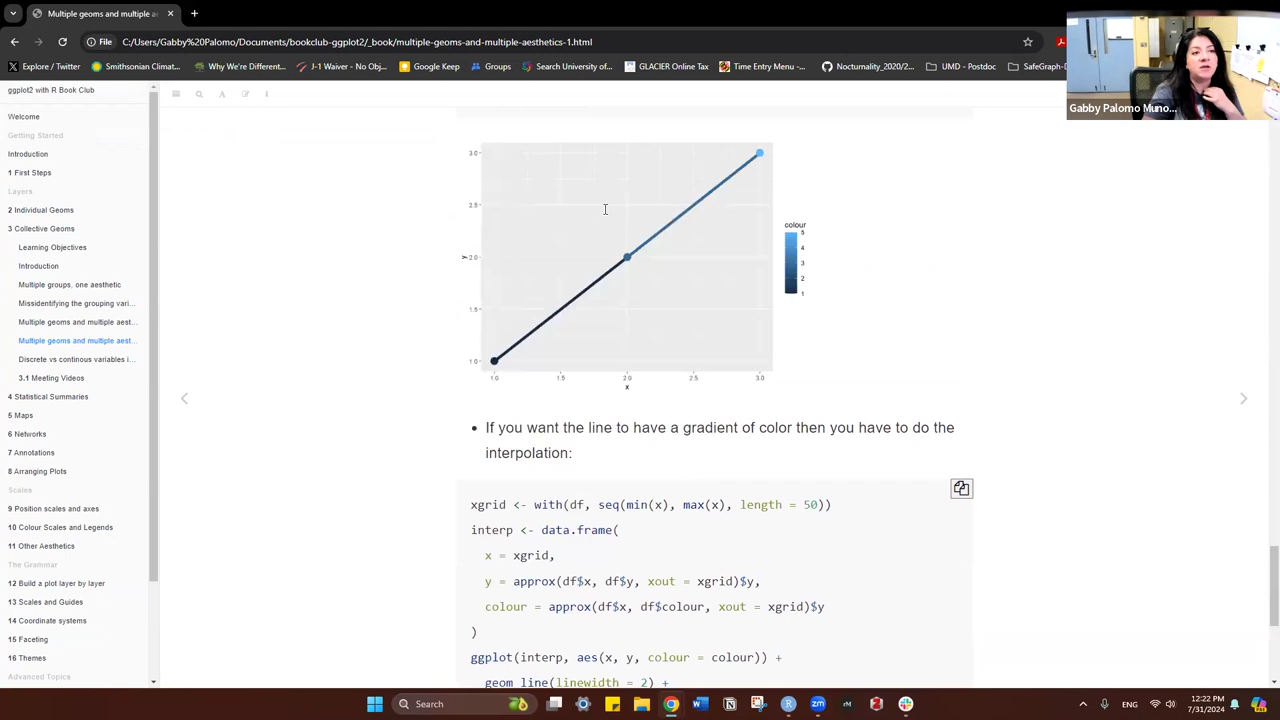 Multiple geoms and multiple ae
File
C:/Users/Gabby%20Palomo/Documents/bookclub-ggplot2/_book/multiple-geoms-and-multiple-aesthetics-1.html
Explore / Twitter
Smithsonian Climat...
Why We're Different...
J-1 Waiver - No Obj...
Google Keep
Biodiversity of...
University of...
GLACIER Online Tax
Time Entry Menu -...
Nocturnality_2020/2...
UMD - Postdoc
SafeGraph-D
Gabby Palomo Muno...
ggplot2 with R Book Club
Welcome
Getting Started
Introduction
1 First Steps
Layers
2 Individual Geoms
3 Collective Geoms
Learning Objectives
Introduction
Multiple groups, one aesthetic
Missidentifying the grouping vari...
Multiple geoms and multiple aest...
Multiple geoms and multiple aest...
Discrete vs continous variables i...
3.1 Meeting Videos
4 Statistical Summaries
5 Maps
6 Networks
7 Annotations
8 Arranging Plots
Scales
9 Position scales and axes
10 Colour Scales and Legends
11 Other Aesthetics
The Grammar
12 Build a plot layer by layer
13 Scales and Guides
14 Coordinate systems
15 Faceting
16 Themes
Advanced Topics
3.0
2.5
2.0
1.5
1.0
y
1.0 1.5 2.0 2.5 3.0
x
colour
5
4
3
2
1
• If you want the line to have a gradient of color then you have to do the
interpolation:
xgrid <- with(df, seq(min(x), max(x), length = 50))
interp <- data.frame(
x = xgrid,
y = approx(df$x, df$y, xout = xgrid)$y,
colour = approx(df$x, df$colour, xout = xgrid)$y
)
ggplot(interp, aes(x, y, colour = colour)) +
geom_line(linewidth = 2) +
Search
ENG
12:22 PM
7/31/2024